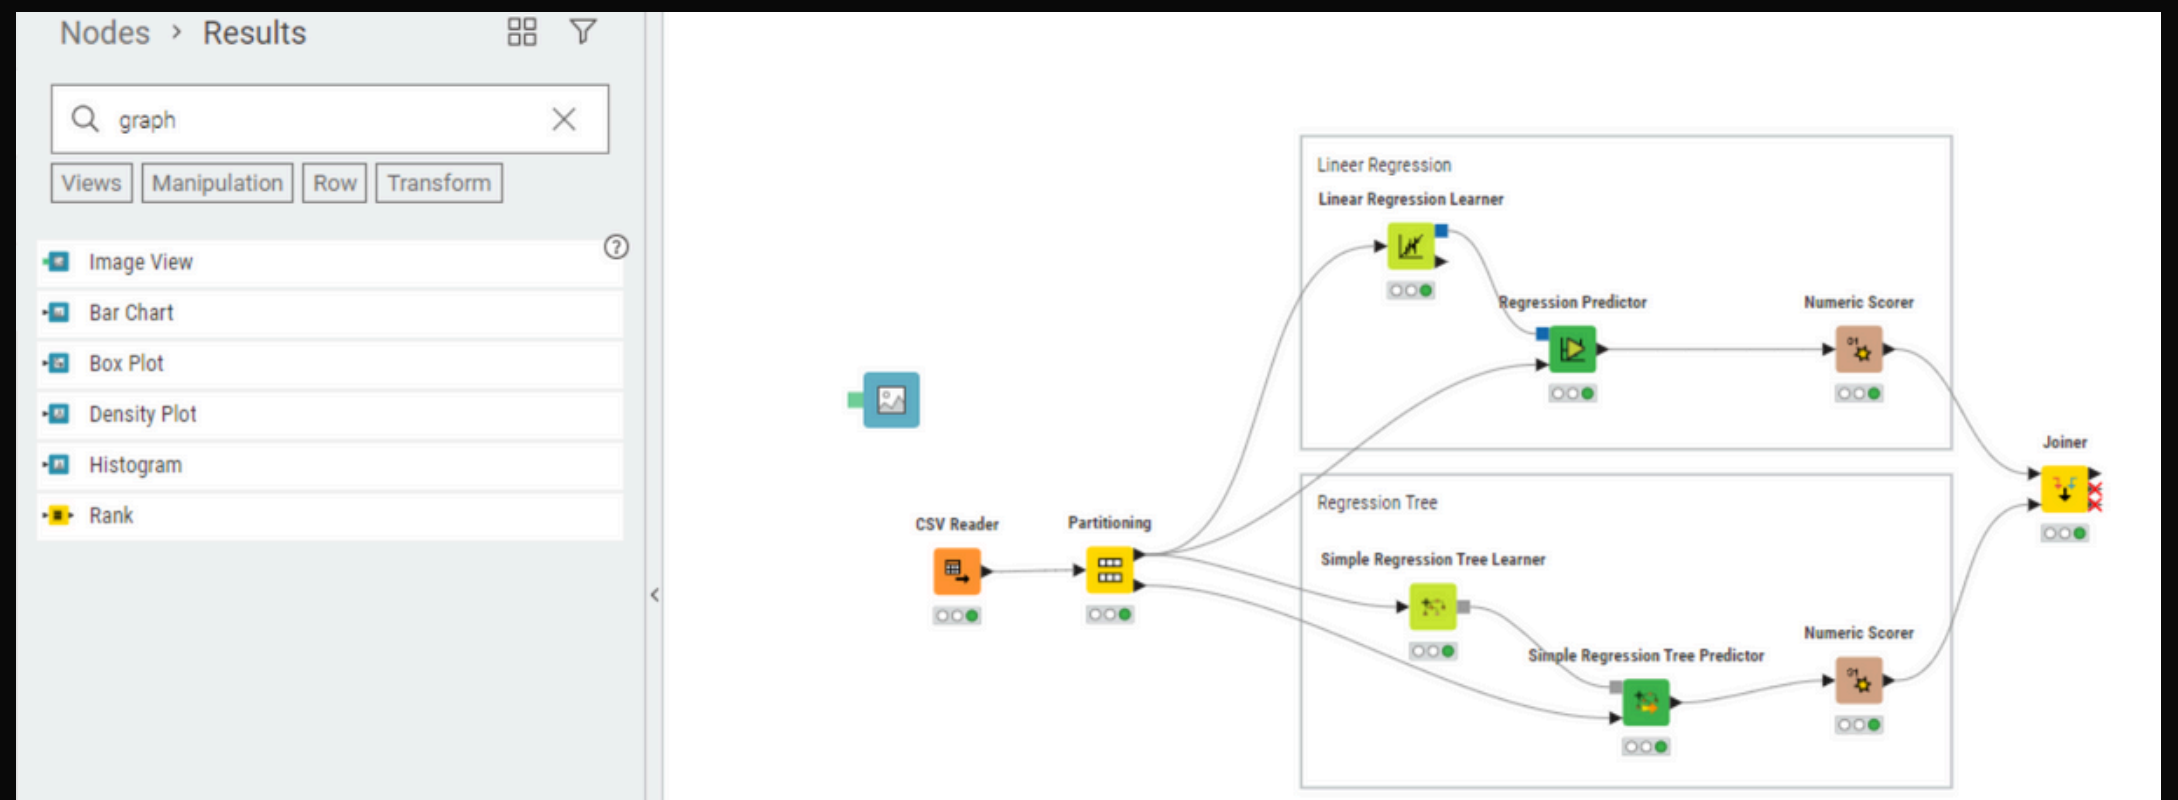 Nodes > Results
graph
Views Manipulation Row Transform
Image View
Bar Chart
Box Plot
Density Plot
Histogram
Rank
Lineer Regression
Linear Regression Learner
Regression Predictor
Numeric Scorer
Joiner
Regression Tree
CSV Reader
Partitioning
Simple Regression Tree Learner
Numeric Scorer
Simple Regression Tree Predictor